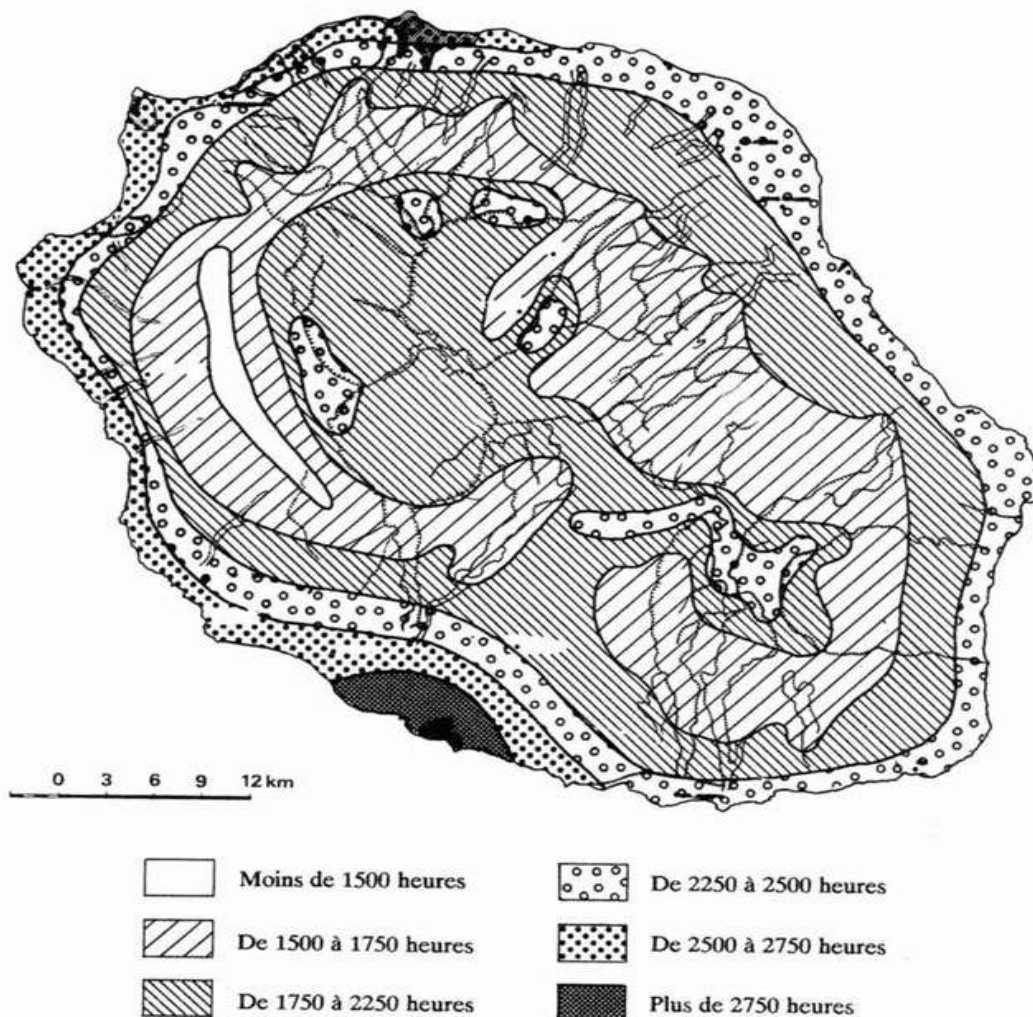 0 3 6 9 12 km
Moins de 1500 heures
De 1500 à 1750 heures
De 1750 à 2250 heures
De 2250 à 2500 heures
De 2500 à 2750 heures
Plus de 2750 heures